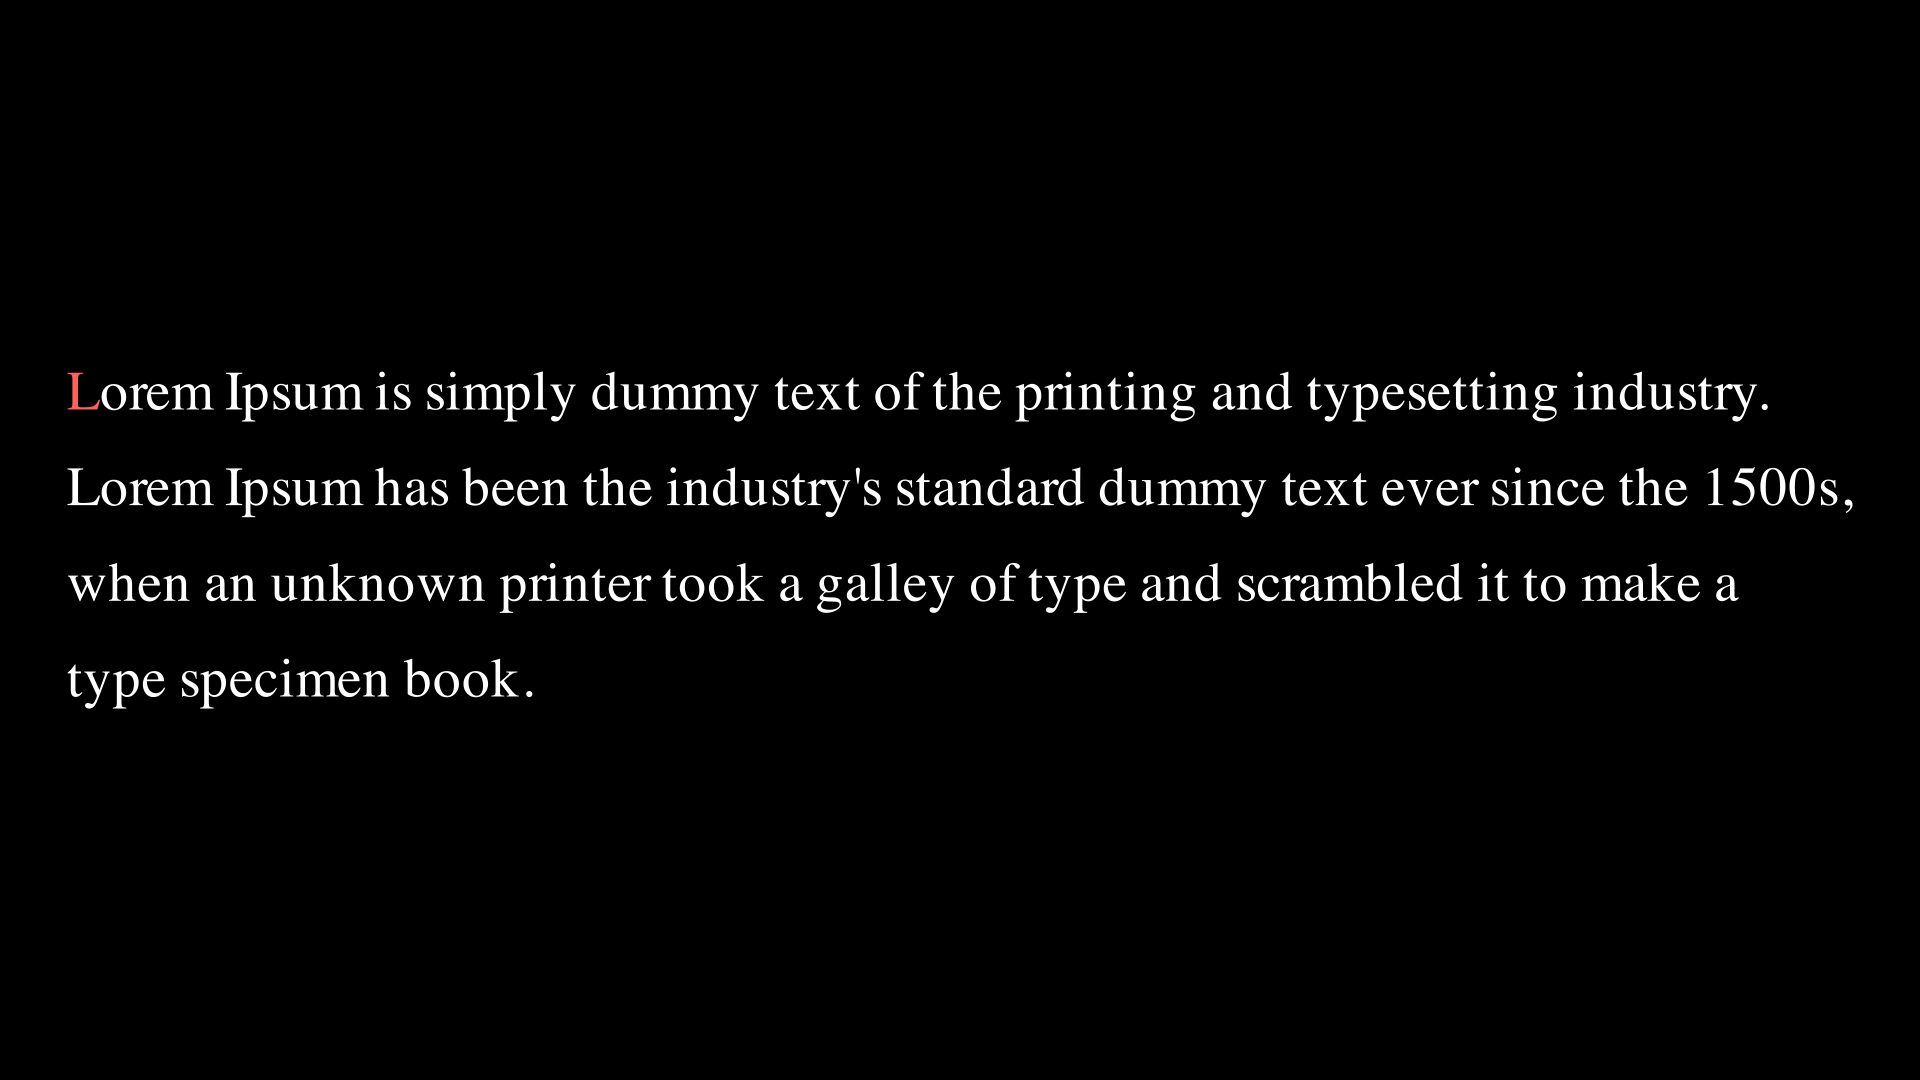 Lorem Ipsum is simply dummy text of the printing and typesetting industry.
Lorem Ipsum has been the industry's standard dummy text ever since the 1500s,
when an unknown printer took a galley of type and scrambled it to make a
type specimen book.